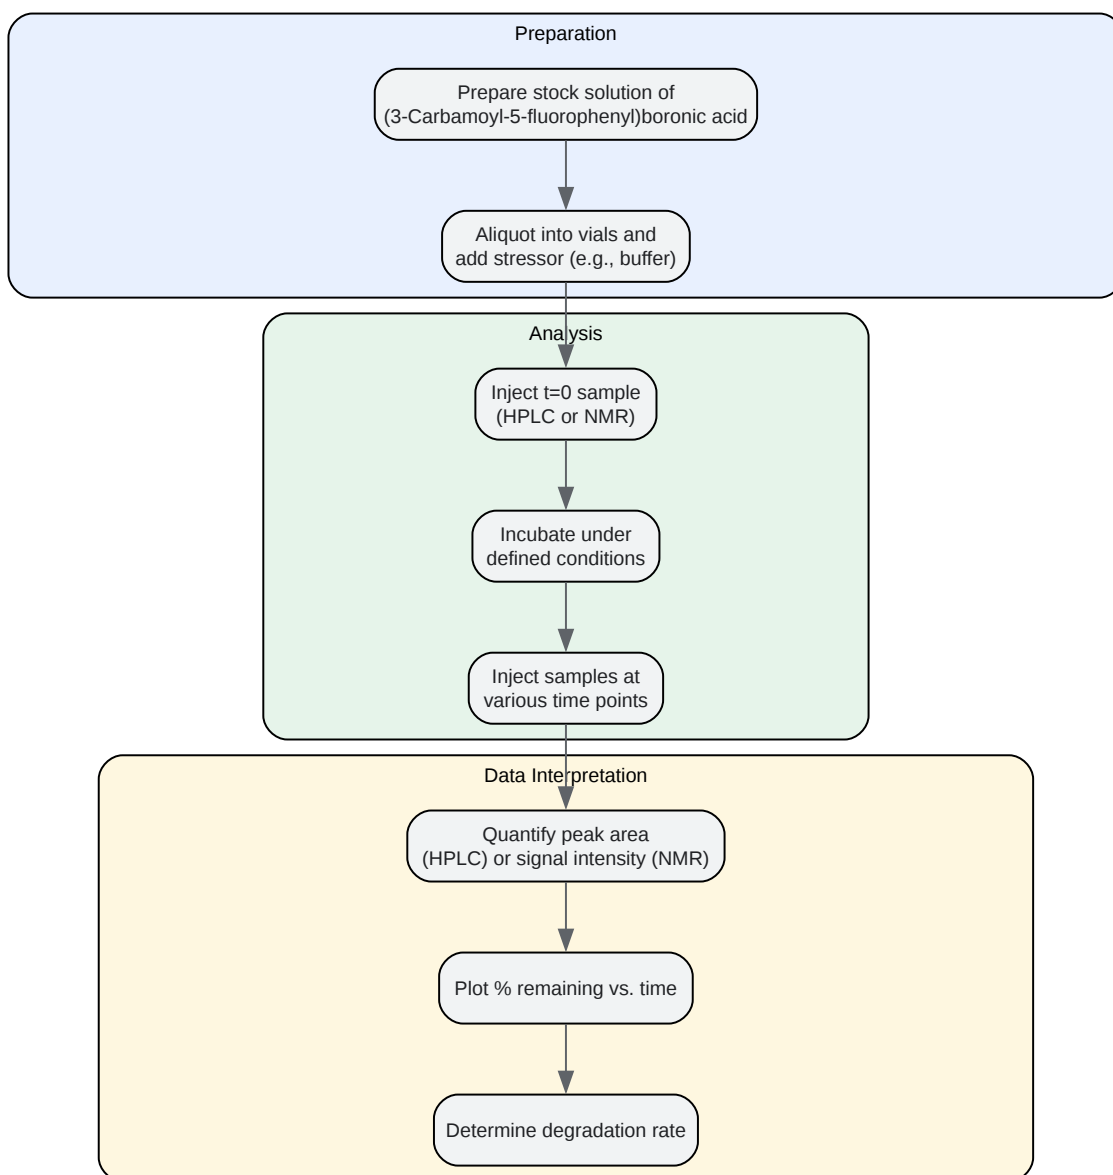 Preparation
Prepare stock solution of
(3-Carbamoyl-5-fluorophenyl)boronic acid
Aliquot into vials and
add stressor (e.g., buffer)
Analysis
Inject t=0 sample
(HPLC or NMR)
Incubate under
defined conditions
Inject samples at
various time points
Data Interpretation
Quantify peak area
(HPLC) or signal intensity (NMR)
Plot % remaining vs. time
Determine degradation rate